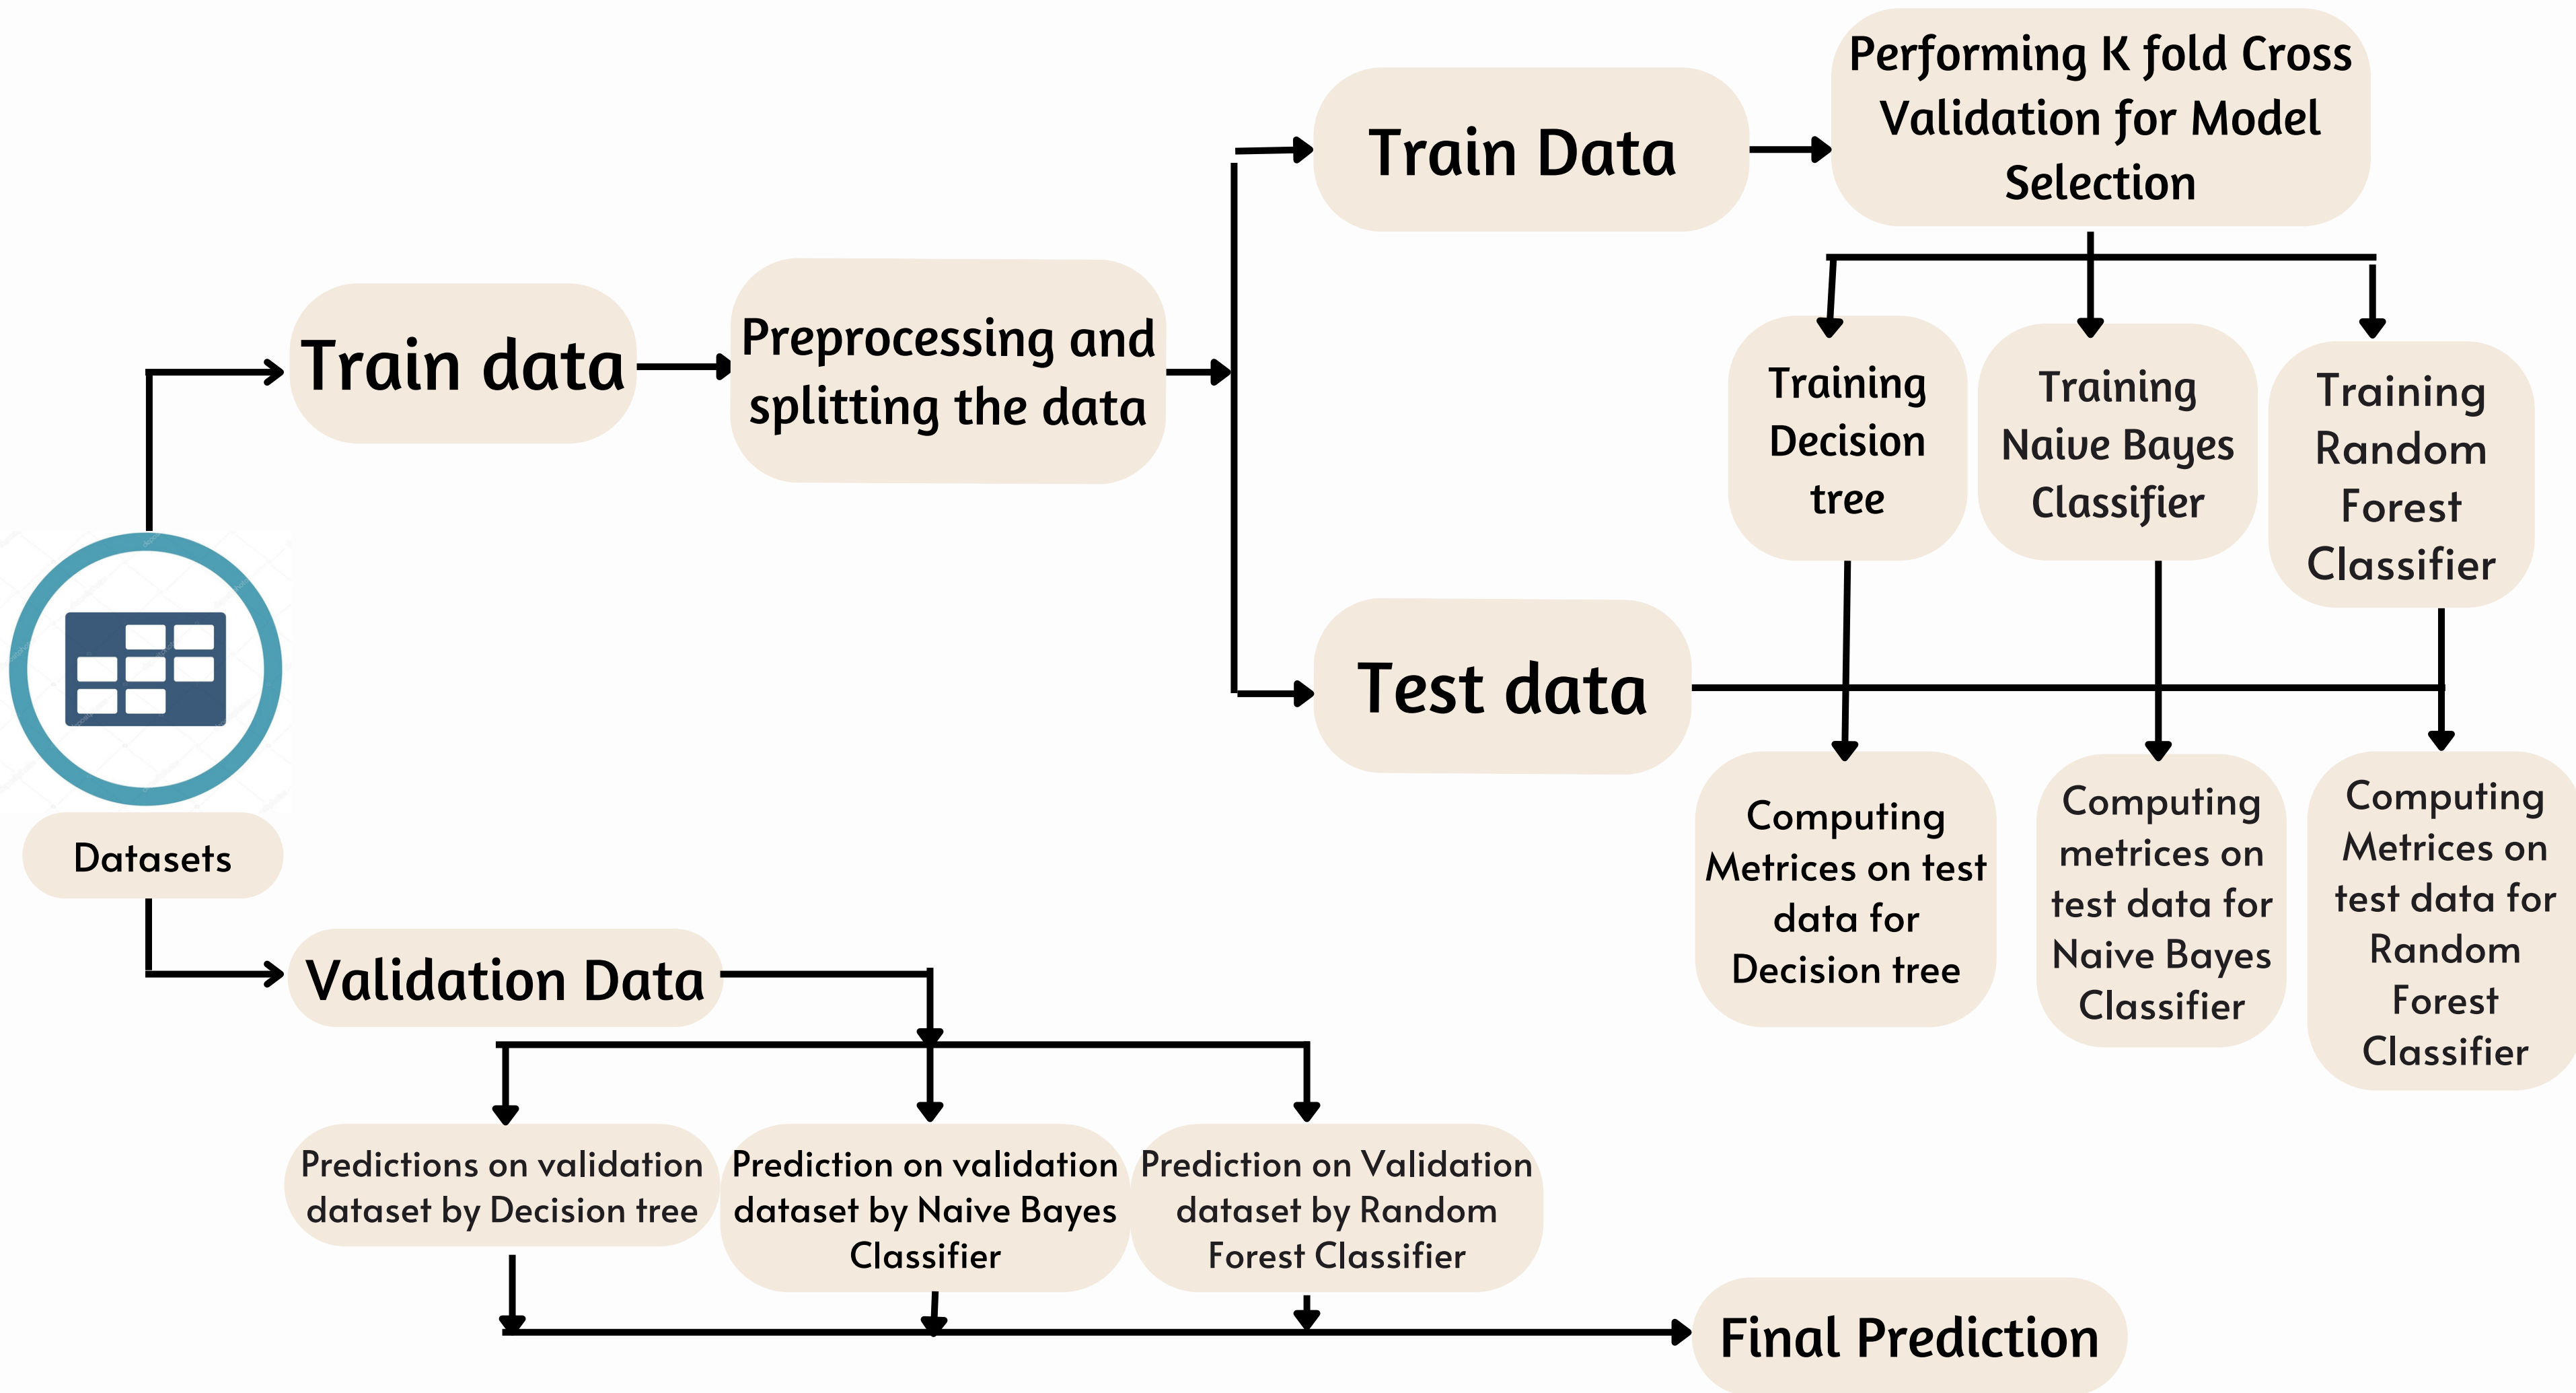 Performing K fold Cross
Validation for Model
Selection
Train Data
Train data
Preprocessing and
splitting the data
Training
Decision
tree
Training
Naive Bayes
Classifier
Training
Random
Forest
Classifier
Test data
Datasets
Computing
Metrices on test
data for
Decision tree
Computing
metrices on
test data for
Naive Bayes
Classifier
Computing
Metrices on
test data for
Random
Forest
Classifier
Validation Data
Predictions on validation
dataset by Decision tree
Prediction on validation
dataset by Naive Bayes
Classifier
Prediction on Validation
dataset by Random
Forest Classifier
Final Prediction